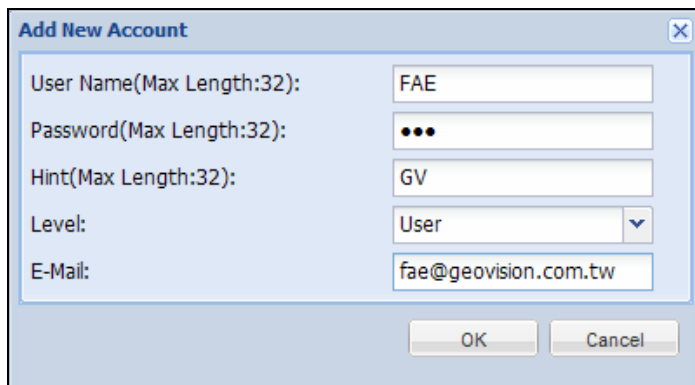 Add New Account
User Name(Max Length:32): FAE
Password(Max Length:32): •••
Hint(Max Length:32): GV
Level: User
E-Mail: fae@geovision.com.tw
OK Cancel